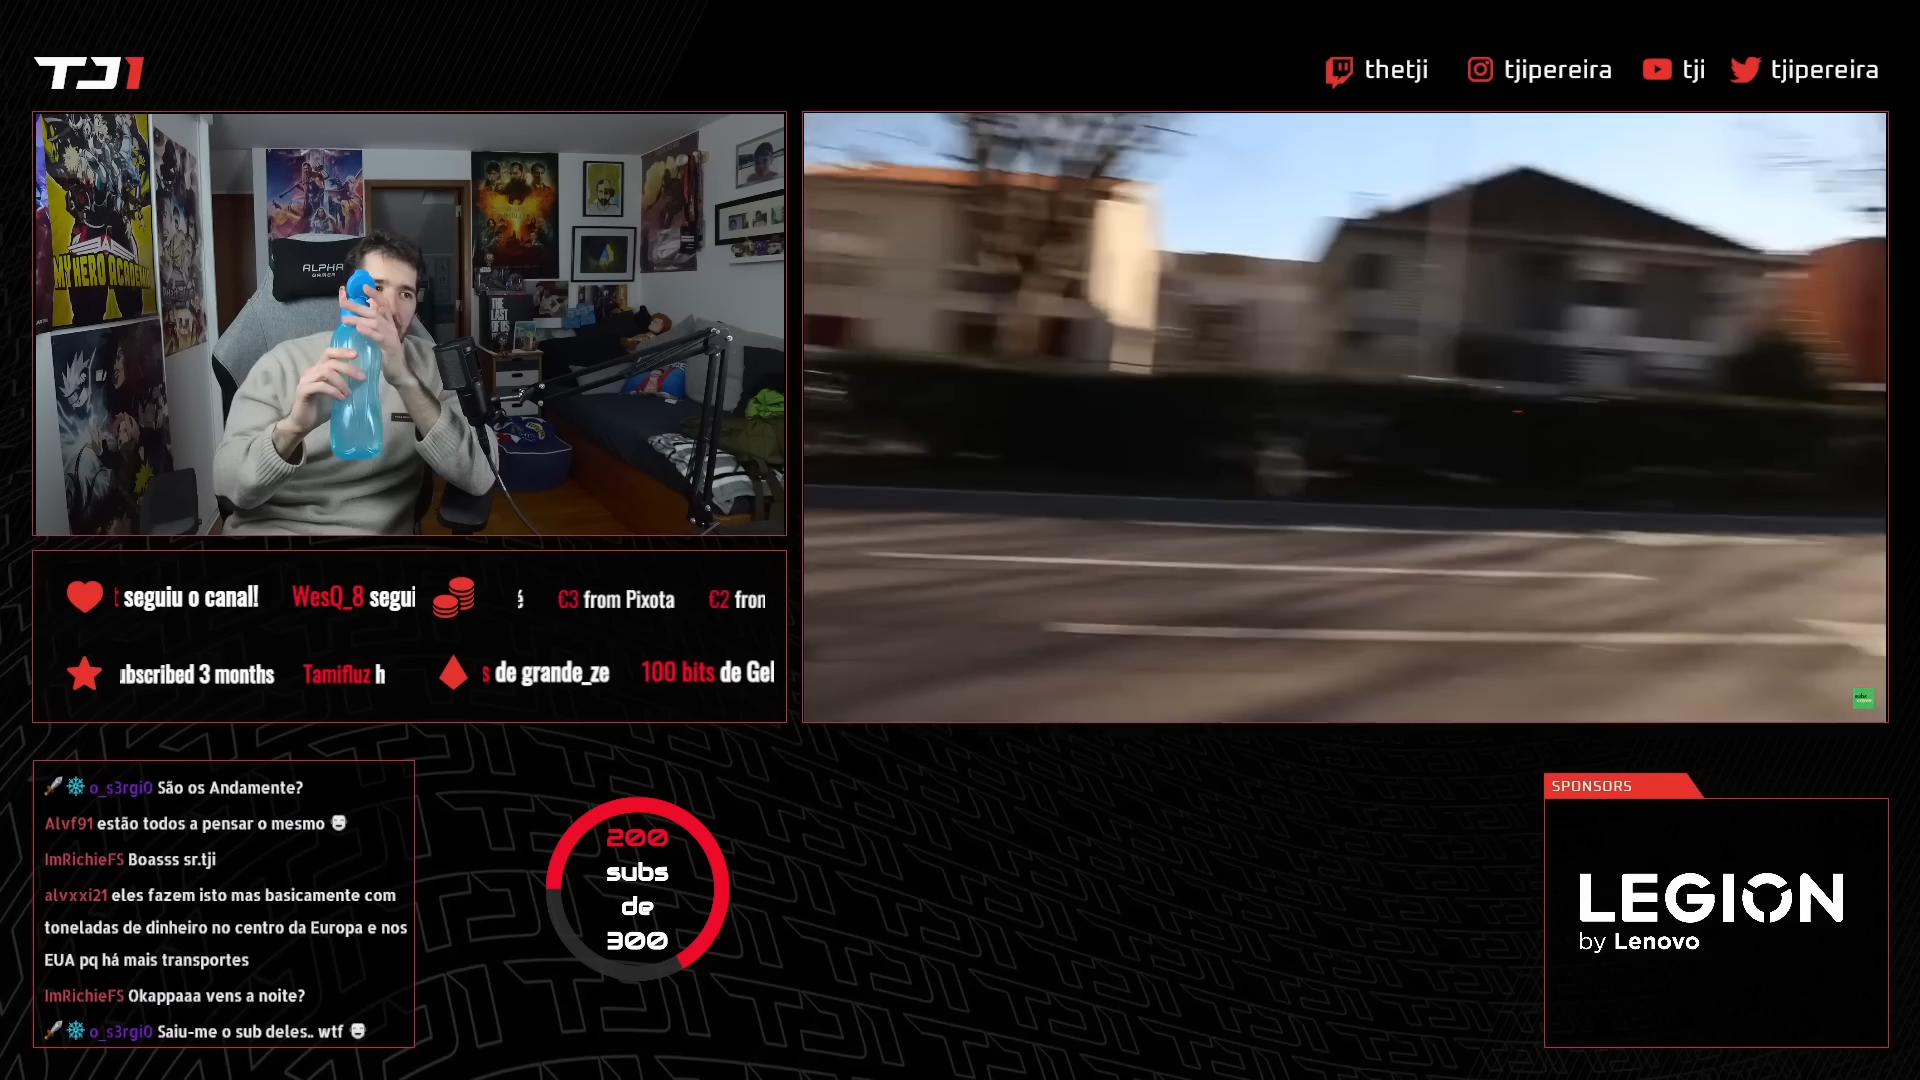 TJ1
thetji
tjipereira
tji
tjipereira
MY HERO ACADEMIA
ALPHA
GAMER
THE
LAST
OF US
t seguiu o canal! WesQ_8 segui
€3 from Pixota €2 fron
ubscribed 3 months Tamifluz h
s de grande_ze 100 bits de Gel
o_s3rgi0 São os Andamente?
Alvf91 estão todos a pensar o mesmo
ImRichieFS Boasss sr.tji
alvxxi21 eles fazem isto mas basicamente com
toneladas de dinheiro no centro da Europa e nos
EUA pq há mais transportes
ImRichieFS Okappaaa vens a noite?
o_s3rgi0 Saiu-me o sub deles.. wtf
200
subs
de
300
SPONSORS
LEGION
by Lenovo